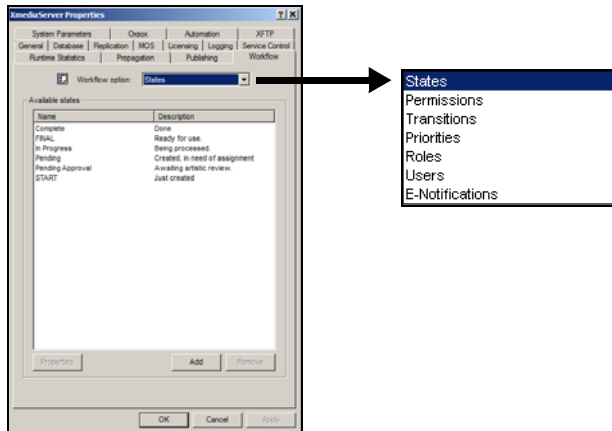 XmediaServer Properties
System Parameters Oxsox Automation XFTP
General Database Replication MOS Licensing Logging Service Control
Runtime Statistics Propagation Publishing Workflow
Workflow option: States
Available states
Name Description
Complete Done
FINAL Ready for use.
In Progress Being processed.
Pending Created, in need of assignment
Pending Approval Awaiting artistic review.
START Just created
Properties Add Remove
OK Cancel Apply
States
Permissions
Transitions
Priorities
Roles
Users
E-Notifications